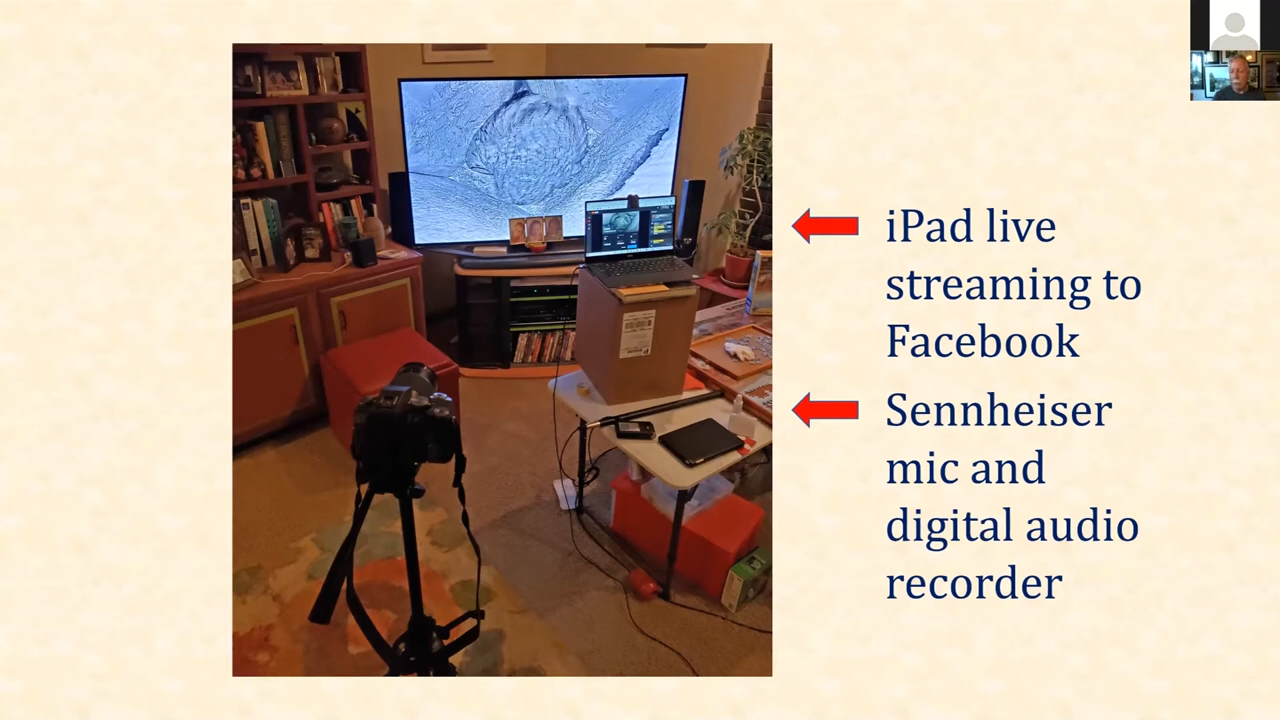 iPad live
streaming to
Facebook
Sennheiser
mic and
digital audio
recorder